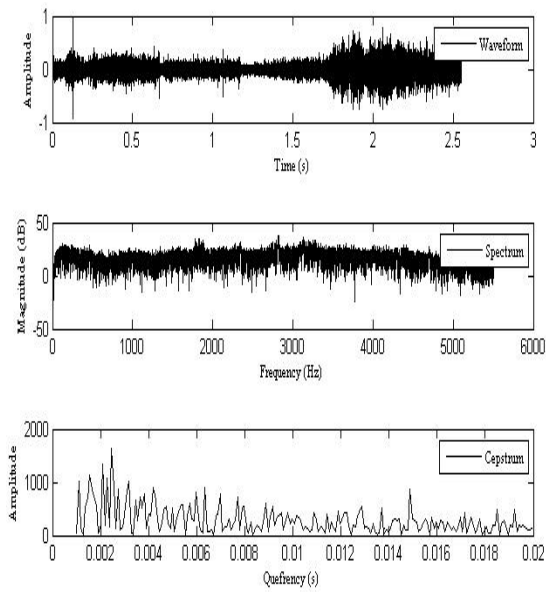 1
0
-1
Amplitude
Waveform
0 0.5 1 1.5 2 2.5 3
Time (s)
50
0
-50
Magnitude (dB)
Spectrum
0 1000 2000 3000 4000 5000 6000
Frequency (Hz)
2000
1000
0
Amplitude
Cepstrum
0 0.002 0.004 0.006 0.008 0.01 0.012 0.014 0.016 0.018 0.02
Quefrency (s)